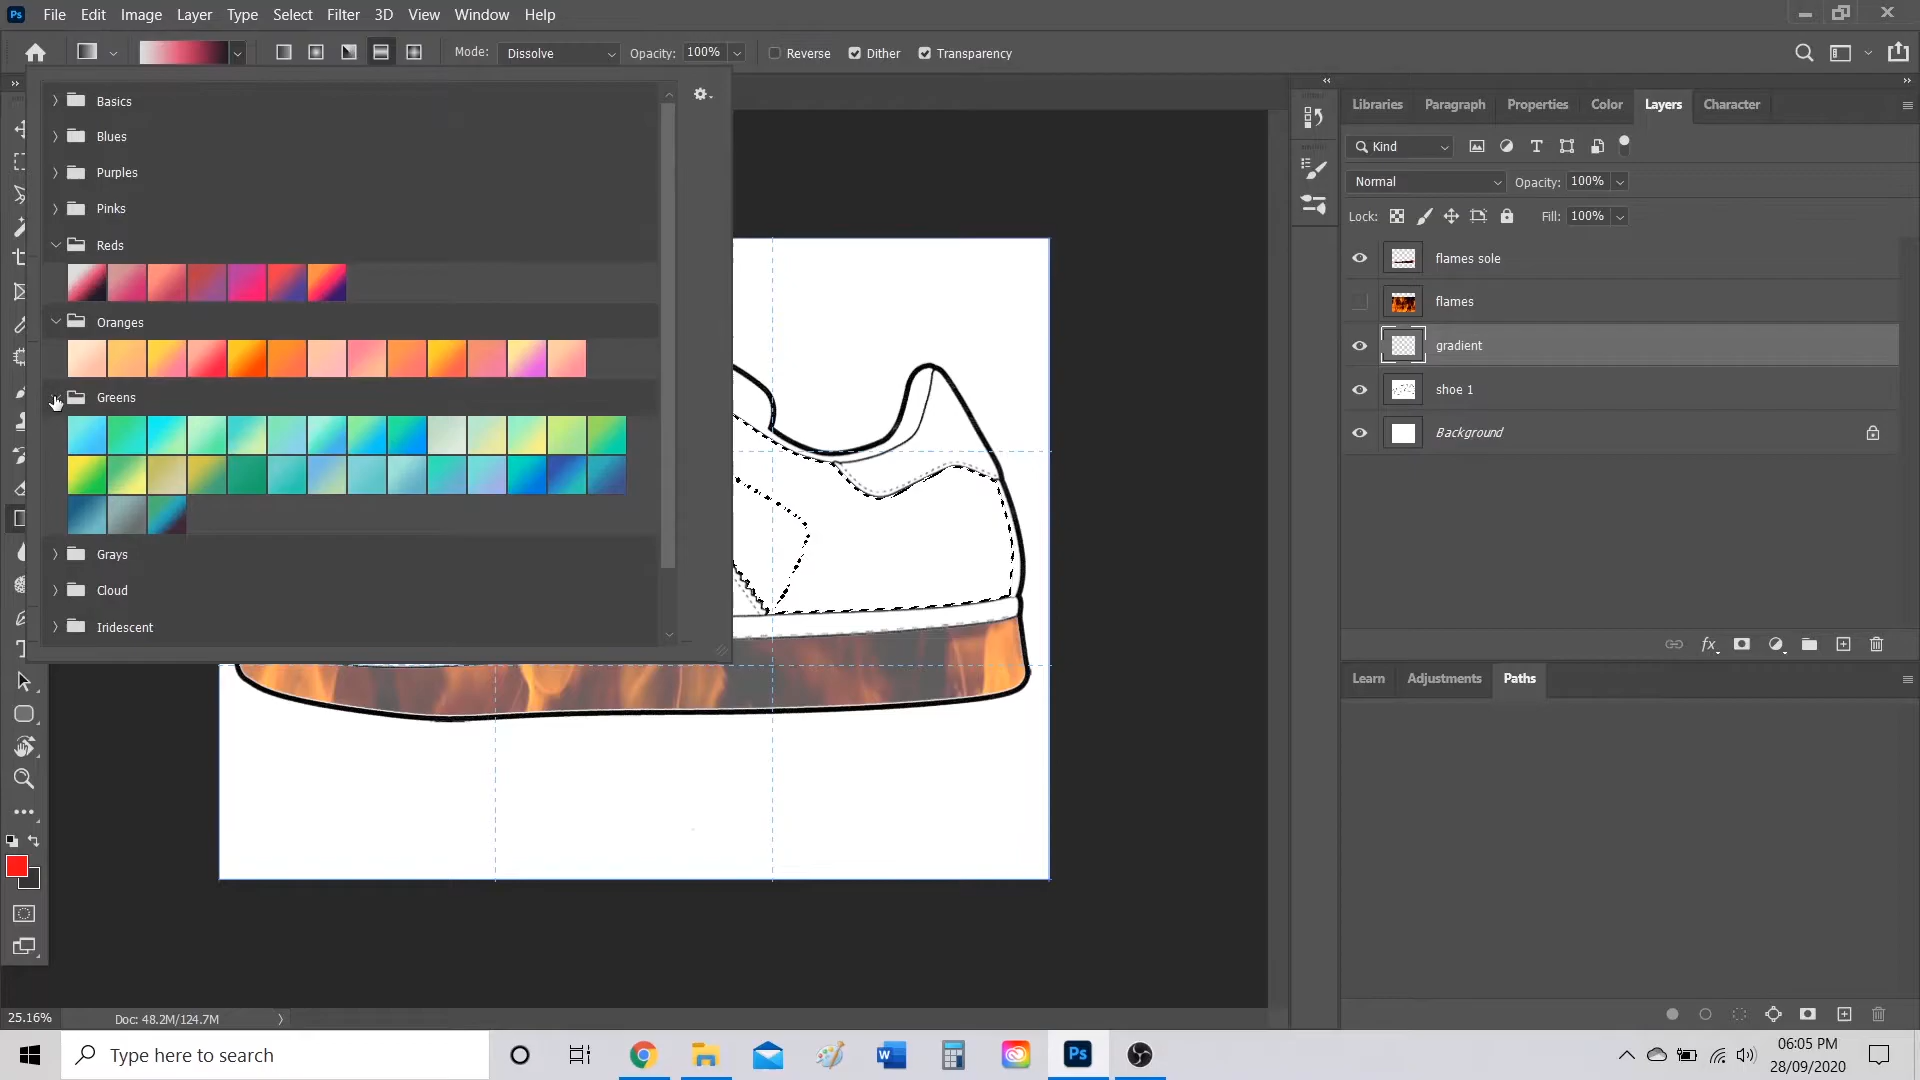 Ps File Edit Image Layer Type Select Filter 3D View Window Help
Mode: Dissolve Opacity: 100% Reverse Dither Transparency
Basics
Blues
Purples
Pinks
Reds
Oranges
Greens
Grays
Cloud
Iridescent
Libraries Paragraph Properties Color Layers Character
Kind
Normal Opacity: 100%
Lock: Fill: 100%
flames sole
flames
gradient
shoe 1
Background
fx
Learn Adjustments Paths
25.16% Doc: 48.2M/124.7M
Type here to search
Ps
06:05 PM
28/09/2020